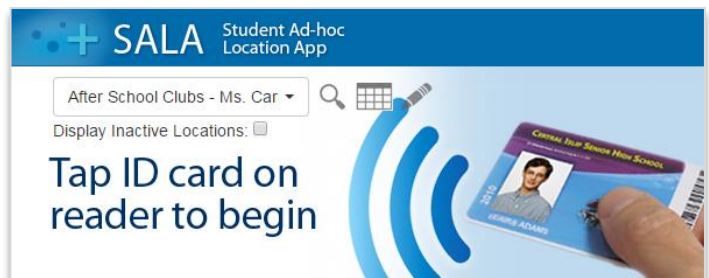 SALA
Student Ad-hoc
Location App
After School Clubs - Ms. Car
Display Inactive Locations:
Tap ID card on
reader to begin
CENTRAL ISLIP SENIOR HIGH SCHOOL
2010
ADAMS